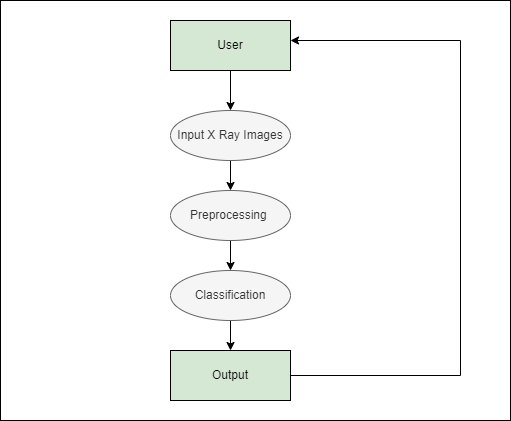 User
Input X Ray Images
Preprocessing
Classification
Output